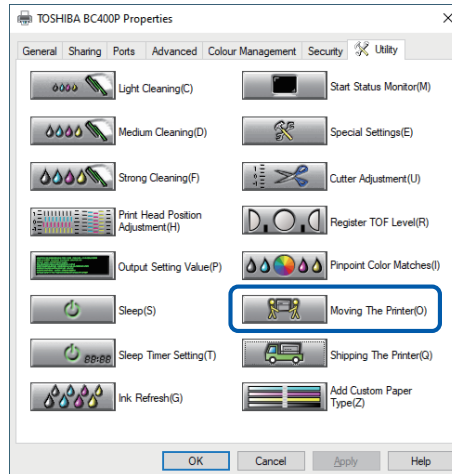 TOSHIBA BC400P Properties
General Sharing Ports Advanced Colour Management Security Utility
Light Cleaning(C)
Start Status Monitor(M)
Medium Cleaning(D)
Special Settings(E)
Strong Cleaning(F)
Cutter Adjustment(U)
Print Head Position
Adjustment(H)
Register TOF Level(R)
Output Setting Value(P)
Pinpoint Color Matches(I)
Sleep(S)
Moving The Printer(O)
88:88
Sleep Timer Setting(T)
Shipping The Printer(Q)
Ink Refresh(G)
Add Custom Paper
Type(Z)
OK Cancel Apply Help